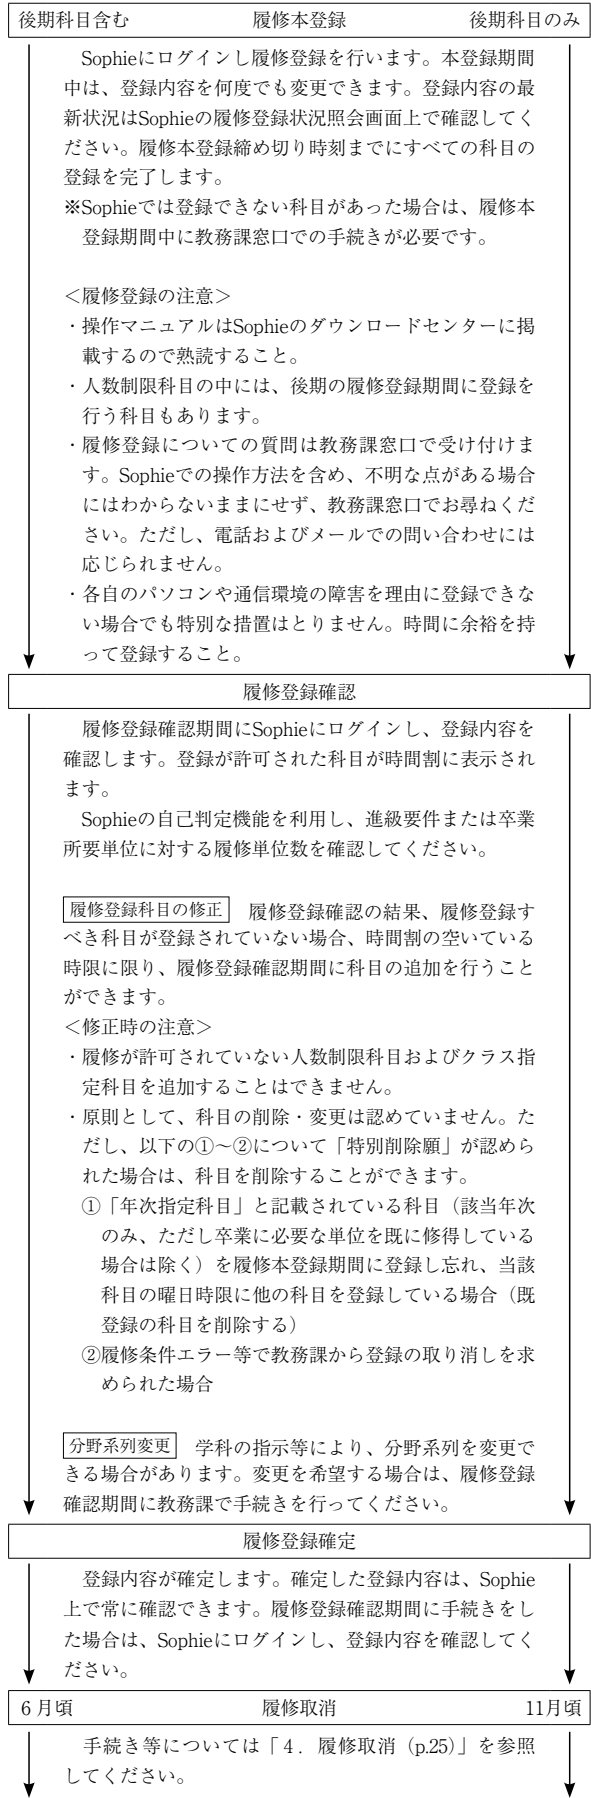 後期科目含む　履修本登録　後期科目のみ
Sophieにログインし履修登録を行います。本登録期間
中は、登録内容を何度でも変更できます。登録内容の最
新状況はSophieの履修登録状況照会画面上で確認してく
ださい。履修本登録締め切り時刻までにすべての科目の
登録を完了します。
※Sophieでは登録できない科目があった場合は、履修本
登録期間中に教務課窓口での手続きが必要です。
＜履修登録の注意＞
・操作マニュアルはSophieのダウンロードセンターに掲
載するので熟読すること。
・人数制限科目の中には、後期の履修登録期間に登録を
行う科目もあります。
・履修登録についての質問は教務課窓口で受け付けま
す。Sophieでの操作方法を含め、不明な点がある場合
にはわからないままにせず、教務課窓口でお尋ねくだ
さい。ただし、電話およびメールでの問い合わせには
応じられません。
・各自のパソコンや通信環境の障害を理由に登録できな
い場合でも特別な措置はとりません。時間に余裕を持
って登録すること。
履修登録確認
履修登録確認期間にSophieにログインし、登録内容を
確認します。登録が許可された科目が時間割に表示され
ます。
Sophieの自己判定機能を利用し、進級要件または卒業
所要単位に対する履修単位数を確認してください。
履修登録科目の修正　履修登録確認の結果、履修登録す
べき科目が登録されていない場合、時間割の空いている
時限に限り、履修登録確認期間に科目の追加を行うこと
ができます。
＜修正時の注意＞
・履修が許可されていない人数制限科目およびクラス指
定科目を追加することはできません。
・原則として、科目の削除・変更は認めていません。た
だし、以下の①～②について「特別削除願」が認めら
れた場合は、科目を削除することができます。
①「年次指定科目」と記載されている科目（該当年次
のみ、ただし卒業に必要な単位を既に修得している
場合は除く）を履修本登録期間に登録し忘れ、当該
科目の曜日時限に他の科目を登録している場合（既
登録の科目を削除する）
②履修条件エラー等で教務課から登録の取り消しを求
められた場合
分野系列変更　学科の指示等により、分野系列を変更で
きる場合があります。変更を希望する場合は、履修登録
確認期間に教務課で手続きを行ってください。
履修登録確定
登録内容が確定します。確定した登録内容は、Sophie
上で常に確認できます。履修登録確認期間に手続きをし
た場合は、Sophieにログインし、登録内容を確認してく
ださい。
6月頃　履修取消　11月頃
手続き等については「4．履修取消（p.25）」を参照
してください。